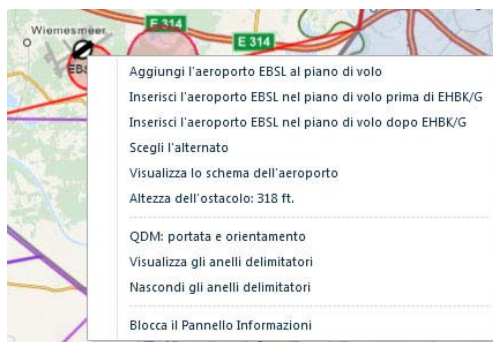 E 314
Wiemesmeer
E 314
EBS
Aggiungi l'aeroporto EBSL al piano di volo
Inserisci l'aeroporto EBSL nel piano di volo prima di EHBK/G
Inserisci l'aeroporto EBSL nel piano di volo dopo EHBK/G
Scegli l'alternato
Visualizza lo schema dell'aeroporto
Altezza dell'ostacolo: 318 ft.
QDM: portata e orientamento
Visualizza gli anelli delimitatori
Nascondi gli anelli delimitatori
Blocca il Pannello Informazioni